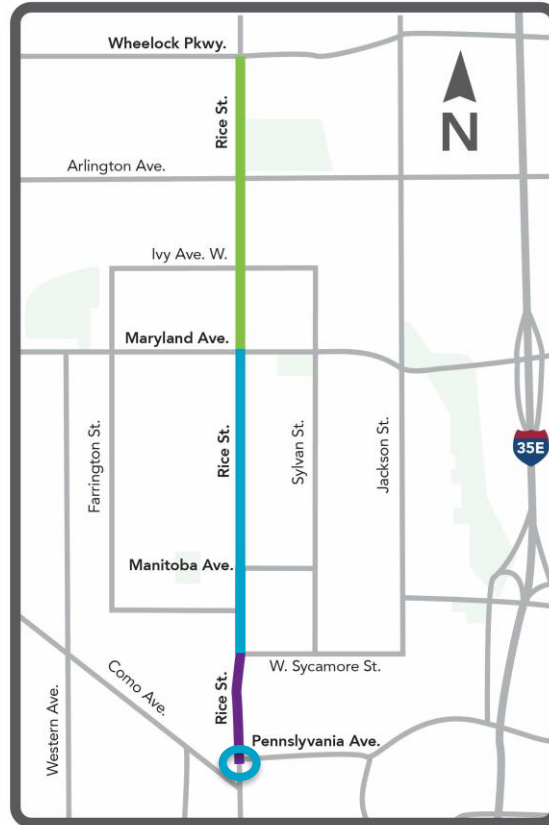 Wheelock Pkwy.
Rice St.
N
Arlington Ave.
Ivy Ave. W.
Maryland Ave.
Farrington St.
Rice St.
Sylvan St.
Jackson St.
35E
Manitoba Ave.
W. Sycamore St.
Rice St.
Como Ave.
Western Ave.
Pennslyvania Ave.